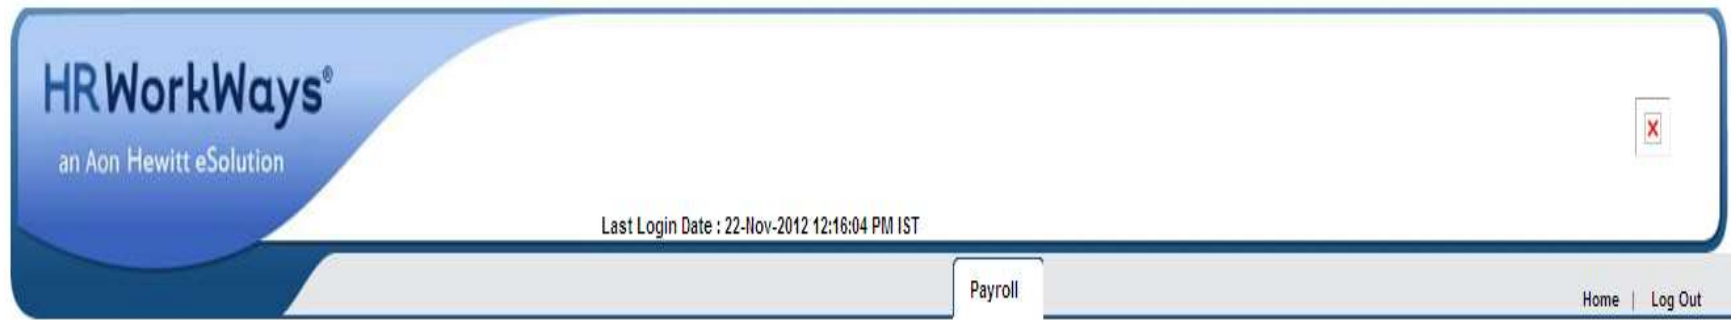 HRWorkWays®
an Aon Hewitt eSolution
Last Login Date : 22-Nov-2012 12:16:04 PM IST
Payroll
Home | Log Out